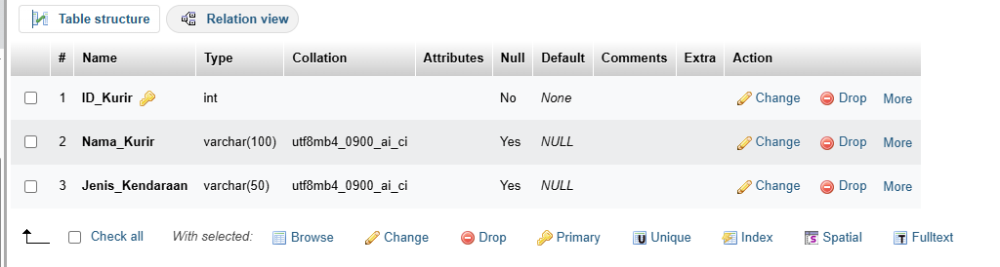 Table structure Relation view
# Name Type Collation Attributes Null Default Comments Extra Action
1 ID_Kurir int No None Change Drop More
2 Nama_Kurir varchar(100) utf8mb4_0900_ai_ci Yes NULL Change Drop More
3 Jenis_Kendaraan varchar(50) utf8mb4_0900_ai_ci Yes NULL Change Drop More
Check all With selected: Browse Change Drop Primary Unique Index Spatial Fulltext